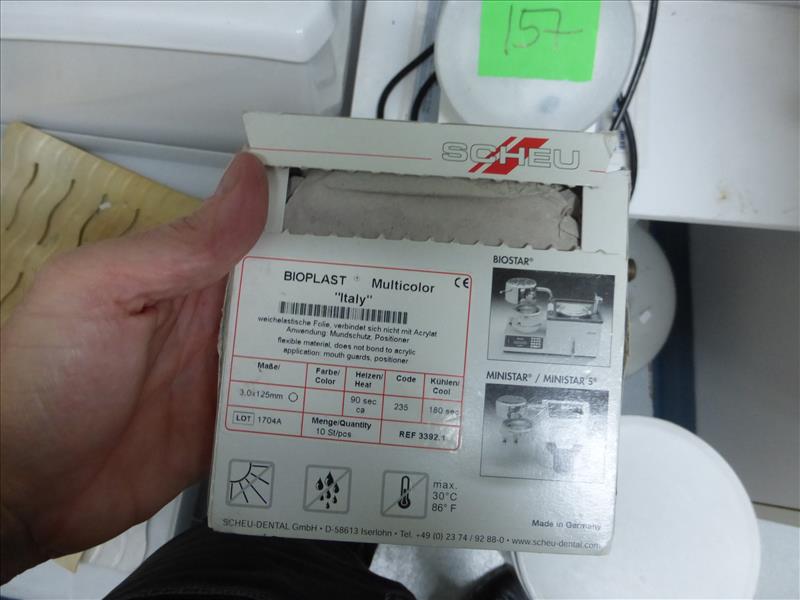 157
SCHEU
BIOPLAST ® Multicolor
"Italy"
CE
weichelastische Folie, verbindet sich nicht mit Acrylat
Anwendung: Mundschutz, Positioner
flexible material, does not bond to acrylic
application: mouth guards, positioner
Maße/ Farbe/ Color Heizen/ Heat Code Kühlen/ Cool
3.0x125mm 90 sec ca 235 180 sec
LOT 1704A Menge/Quantity 10 St/pcs REF 3392.1
BIOSTAR®
MINISTAR® / MINISTAR S®
max.
30°C
86° F
Made in Germany
SCHEU-DENTAL GmbH • D-58613 Iserlohn • Tel. +49 (0) 23 74 / 92 88-0 • www.scheu-dental.com